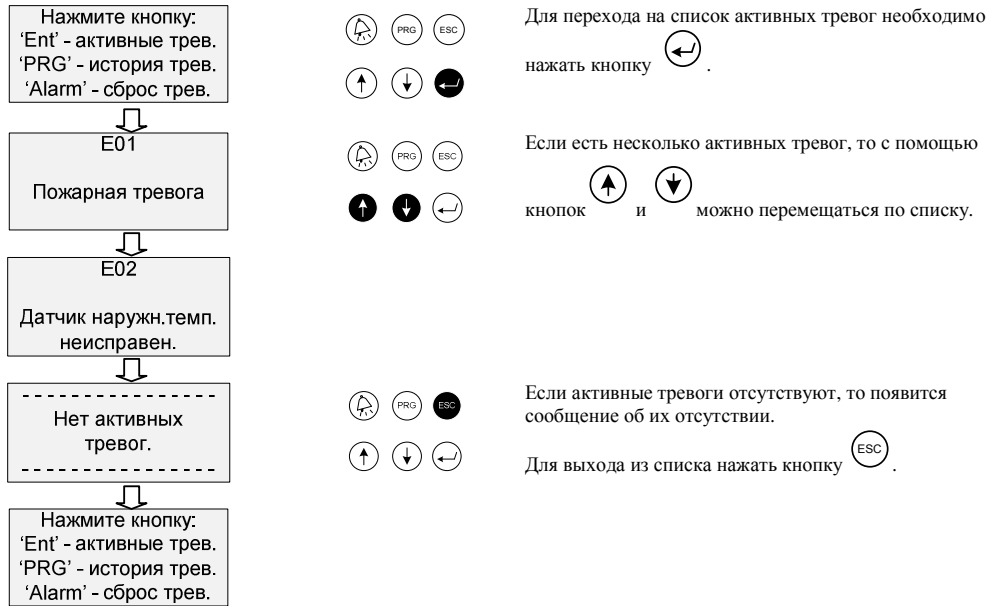 Нажмите кнопку:
'Ent' - активные трев.
'PRG' - история трев.
'Alarm' - сброс трев.
PRG ESC
Для перехода на список активных тревог необходимо
нажать кнопку .
E01
Пожарная тревога
PRG ESC
Если есть несколько активных тревог, то с помощью
кнопок и можно перемещаться по списку.
E02
Датчик наружн.темп.
неисправен.
- - - - - - - - - - - - - - - -
Нет активных
тревог.
- - - - - - - - - - - - - - - -
PRG ESC
Если активные тревоги отсутствуют, то появится
сообщение об их отсутствии.
Для выхода из списка нажать кнопку ESC .
Нажмите кнопку:
'Ent' - активные трев.
'PRG' - история трев.
'Alarm' - сброс трев.